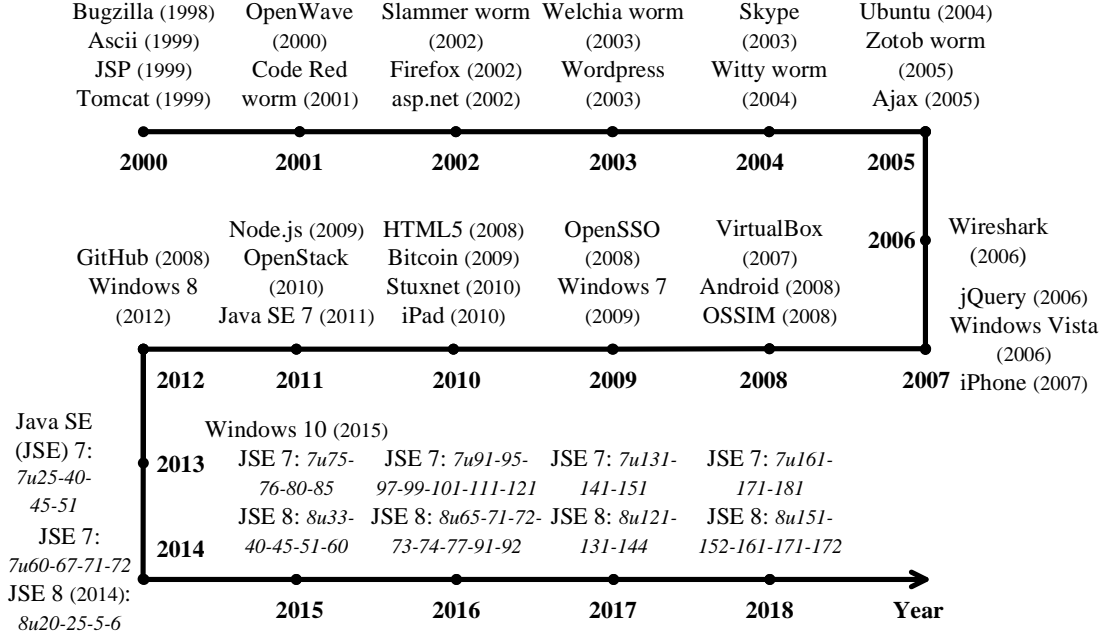 Bugzilla (1998)
Ascii (1999)
JSP (1999)
Tomcat (1999)
OpenWave
(2000)
Code Red
worm (2001)
Slammer worm
(2002)
Firefox (2002)
asp.net (2002)
Welchia worm
(2003)
Wordpress
(2003)
Skype
(2003)
Witty worm
(2004)
Ubuntu (2004)
Zotob worm
(2005)
Ajax (2005)
2000
2001
2002
2003
2004
2005
2006
Wireshark
(2006)
jQuery (2006)
Windows Vista
(2006)
iPhone (2007)
GitHub (2008)
Windows 8
(2012)
Node.js (2009)
OpenStack
(2010)
Java SE 7 (2011)
HTML5 (2008)
Bitcoin (2009)
Stuxnet (2010)
iPad (2010)
OpenSSO
(2008)
Windows 7
(2009)
VirtualBox
(2007)
Android (2008)
OSSIM (2008)
2012
2011
2010
2009
2008
2007
Java SE
(JSE) 7:
7u25-40-
45-51
2013
JSE 7:
7u60-67-71-72
JSE 8 (2014):
8u20-25-5-6
2014
Windows 10 (2015)
JSE 7: 7u75-
76-80-85
JSE 8: 8u33-
40-45-51-60
JSE 7: 7u91-95-
97-99-101-111-121
JSE 8: 8u65-71-72-
73-74-77-91-92
JSE 7: 7u131-
141-151
JSE 8: 8u121-
131-144
JSE 7: 7u161-
171-181
JSE 8: 8u151-
152-161-171-172
2015
2016
2017
2018
Year